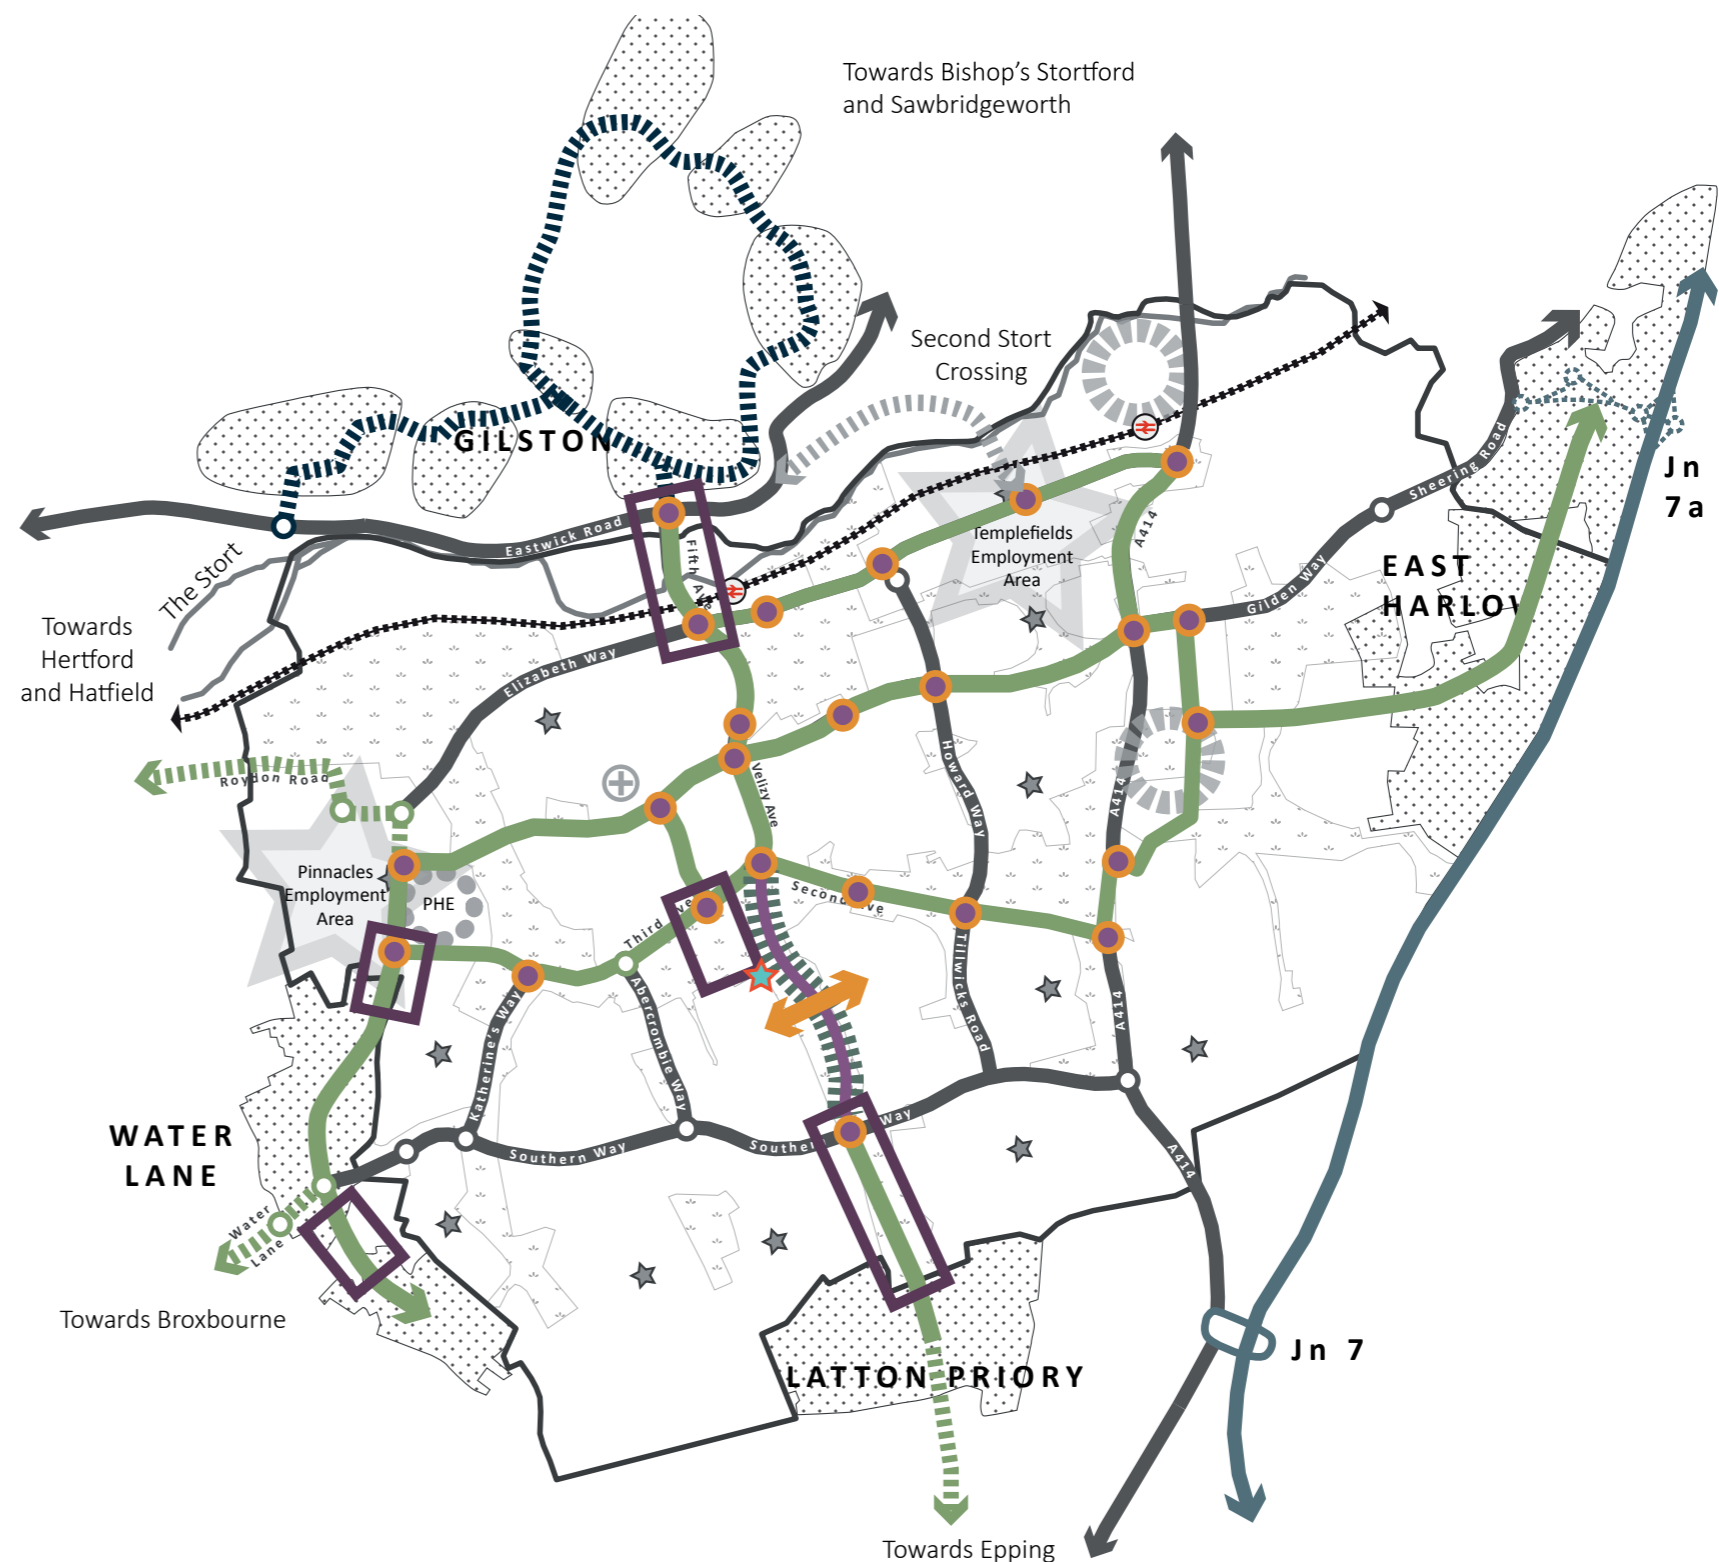 Towards Bishop's Stortford
and Sawbridgeworth
Second Stort
Crossing
GILSTON
Jn
7a
Sheering Road
Eastwick Road
Fifth Ave
A414
Templefields
Employment
Area
The Stort
EAST
HARLOW
Gilden Way
Towards
Hertford
and Hatfield
Elizabeth Way
Roydon Road
Velizy Ave
Howard Way
A414
Pinnacles
Employment
Area
PHE
Second Ave
Third Ave
Tillwicks Road
Abercrombie Way
Katherine's Way
A414
WATER
LANE
Southern Way
Southern Way
A414
Water
Lane
Towards Broxbourne
LATTON PRIORY
Jn 7
Towards Epping